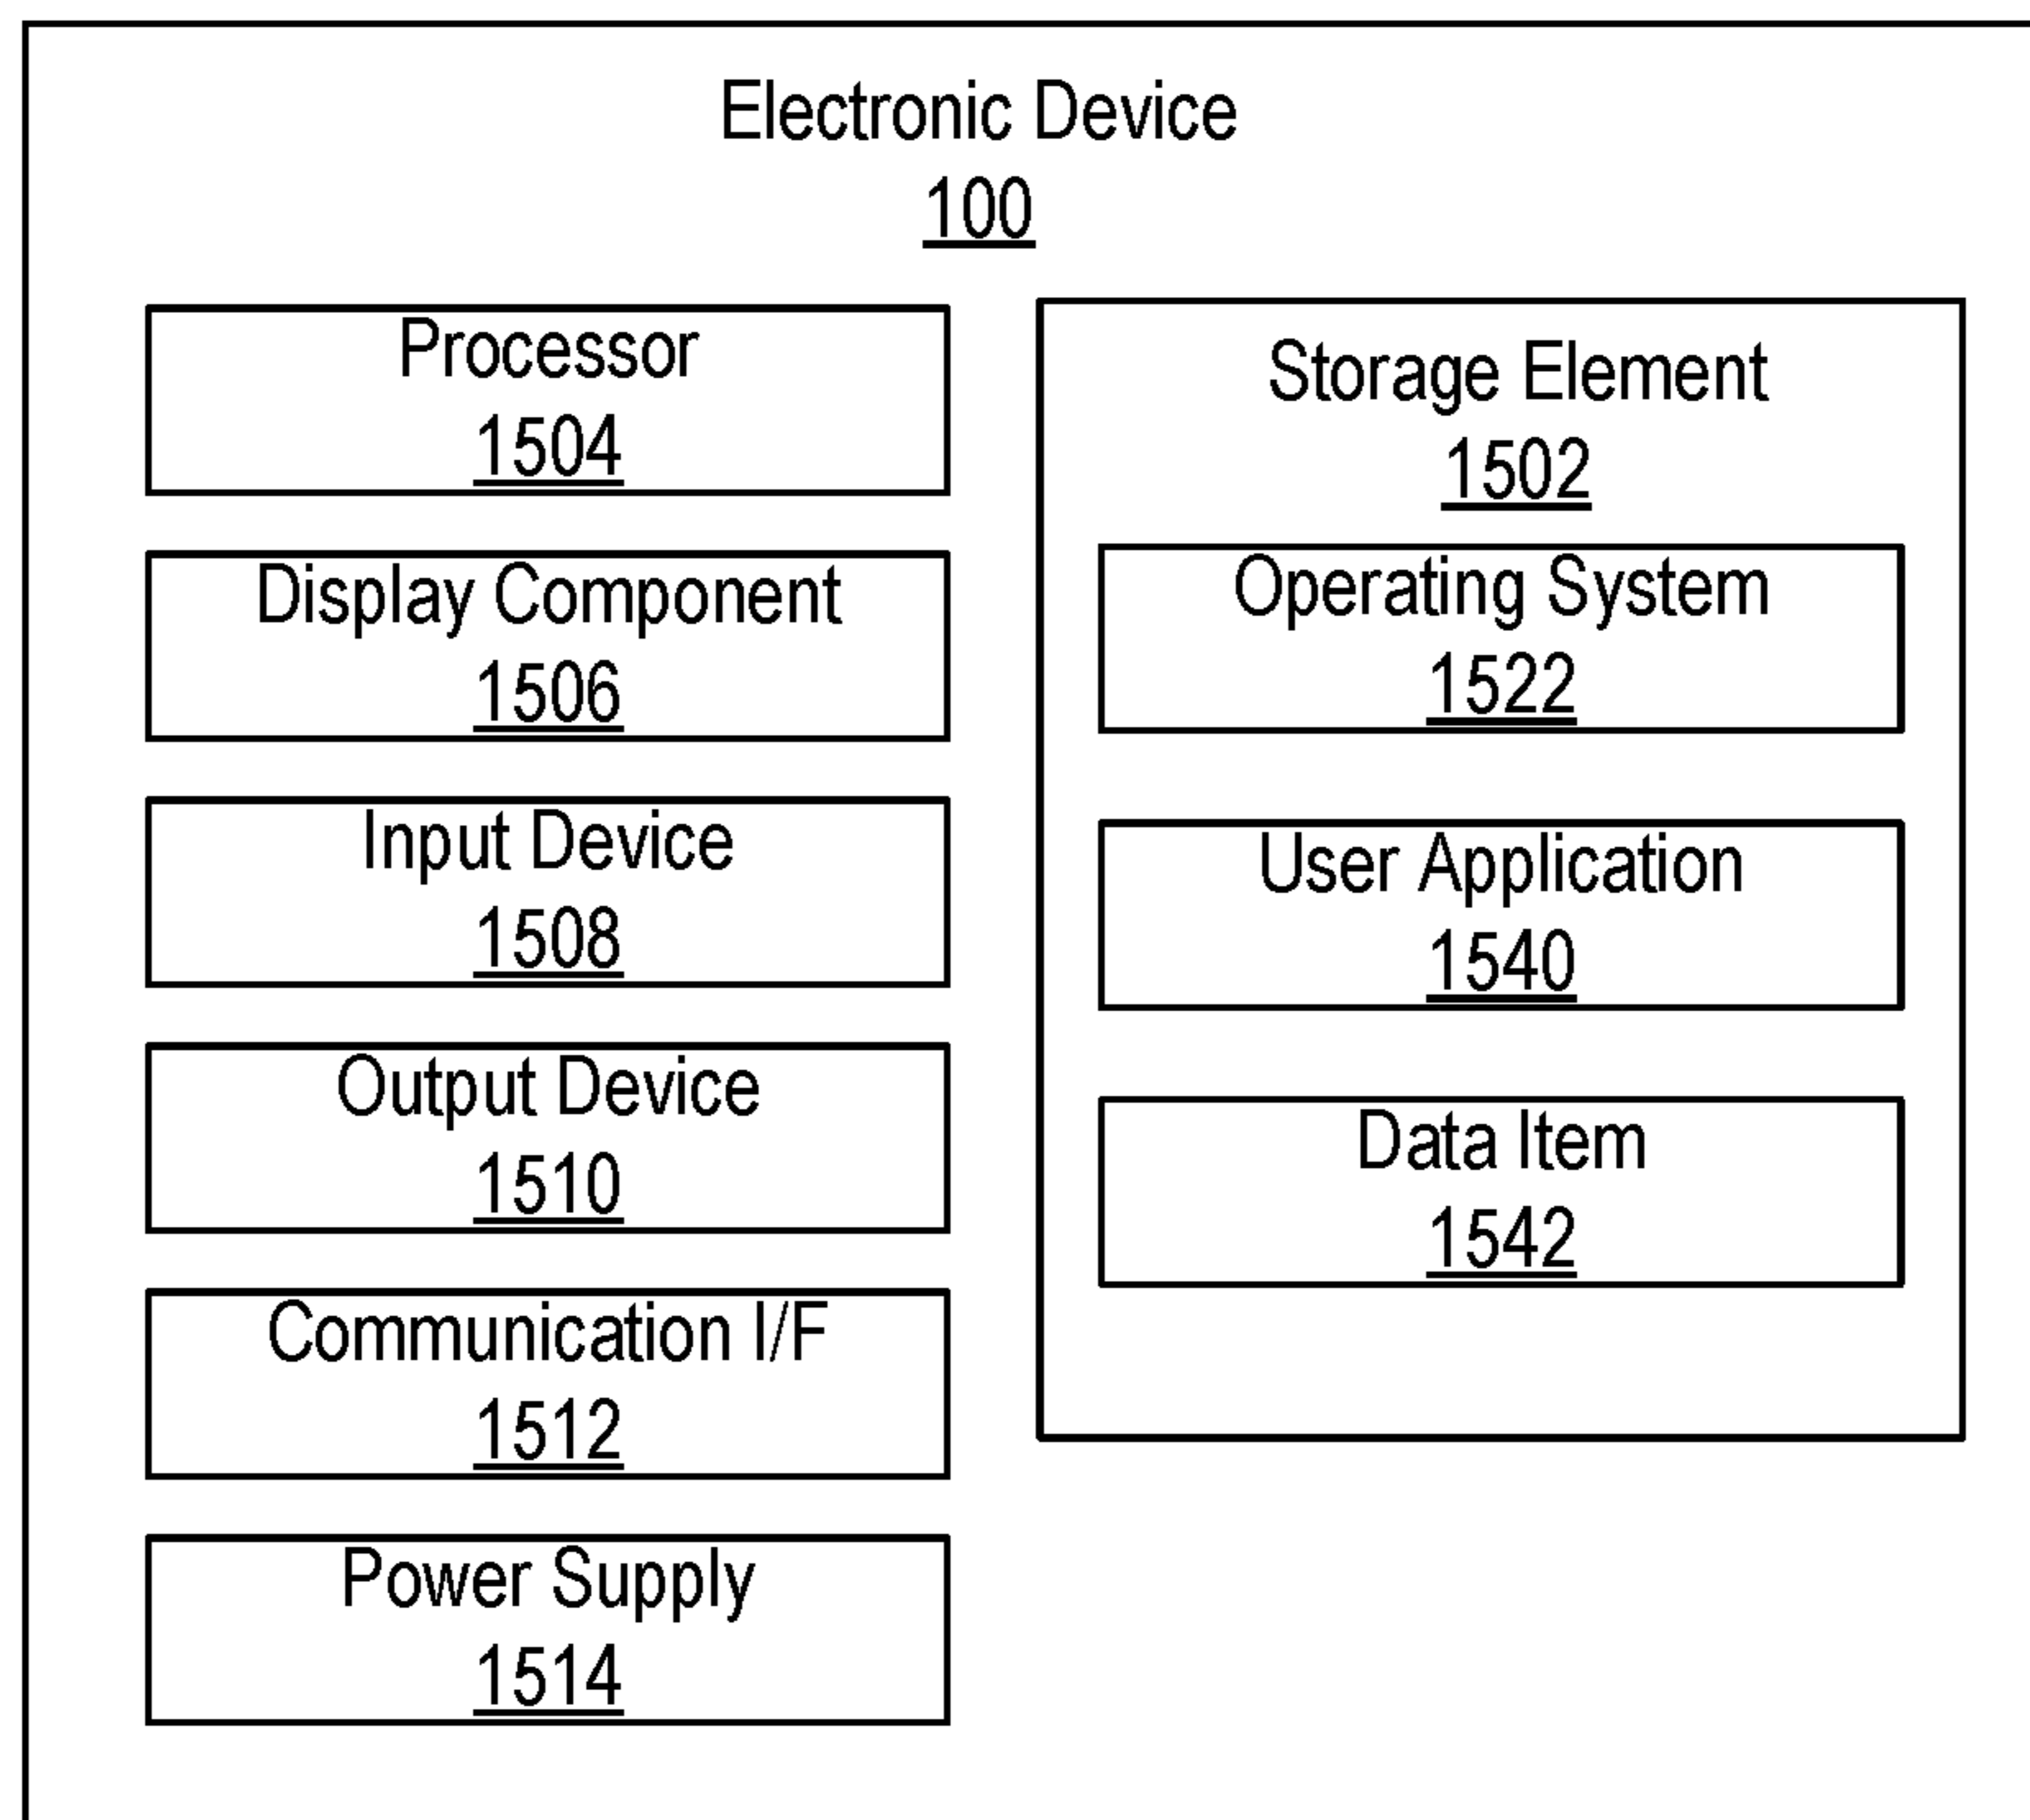 Electronic Device
100
Processor
1504
Display Component
1506
Input Device
1508
Output Device
1510
Communication I/F
1512
Power Supply
1514
Storage Element
1502
Operating System
1522
User Application
1540
Data Item
1542